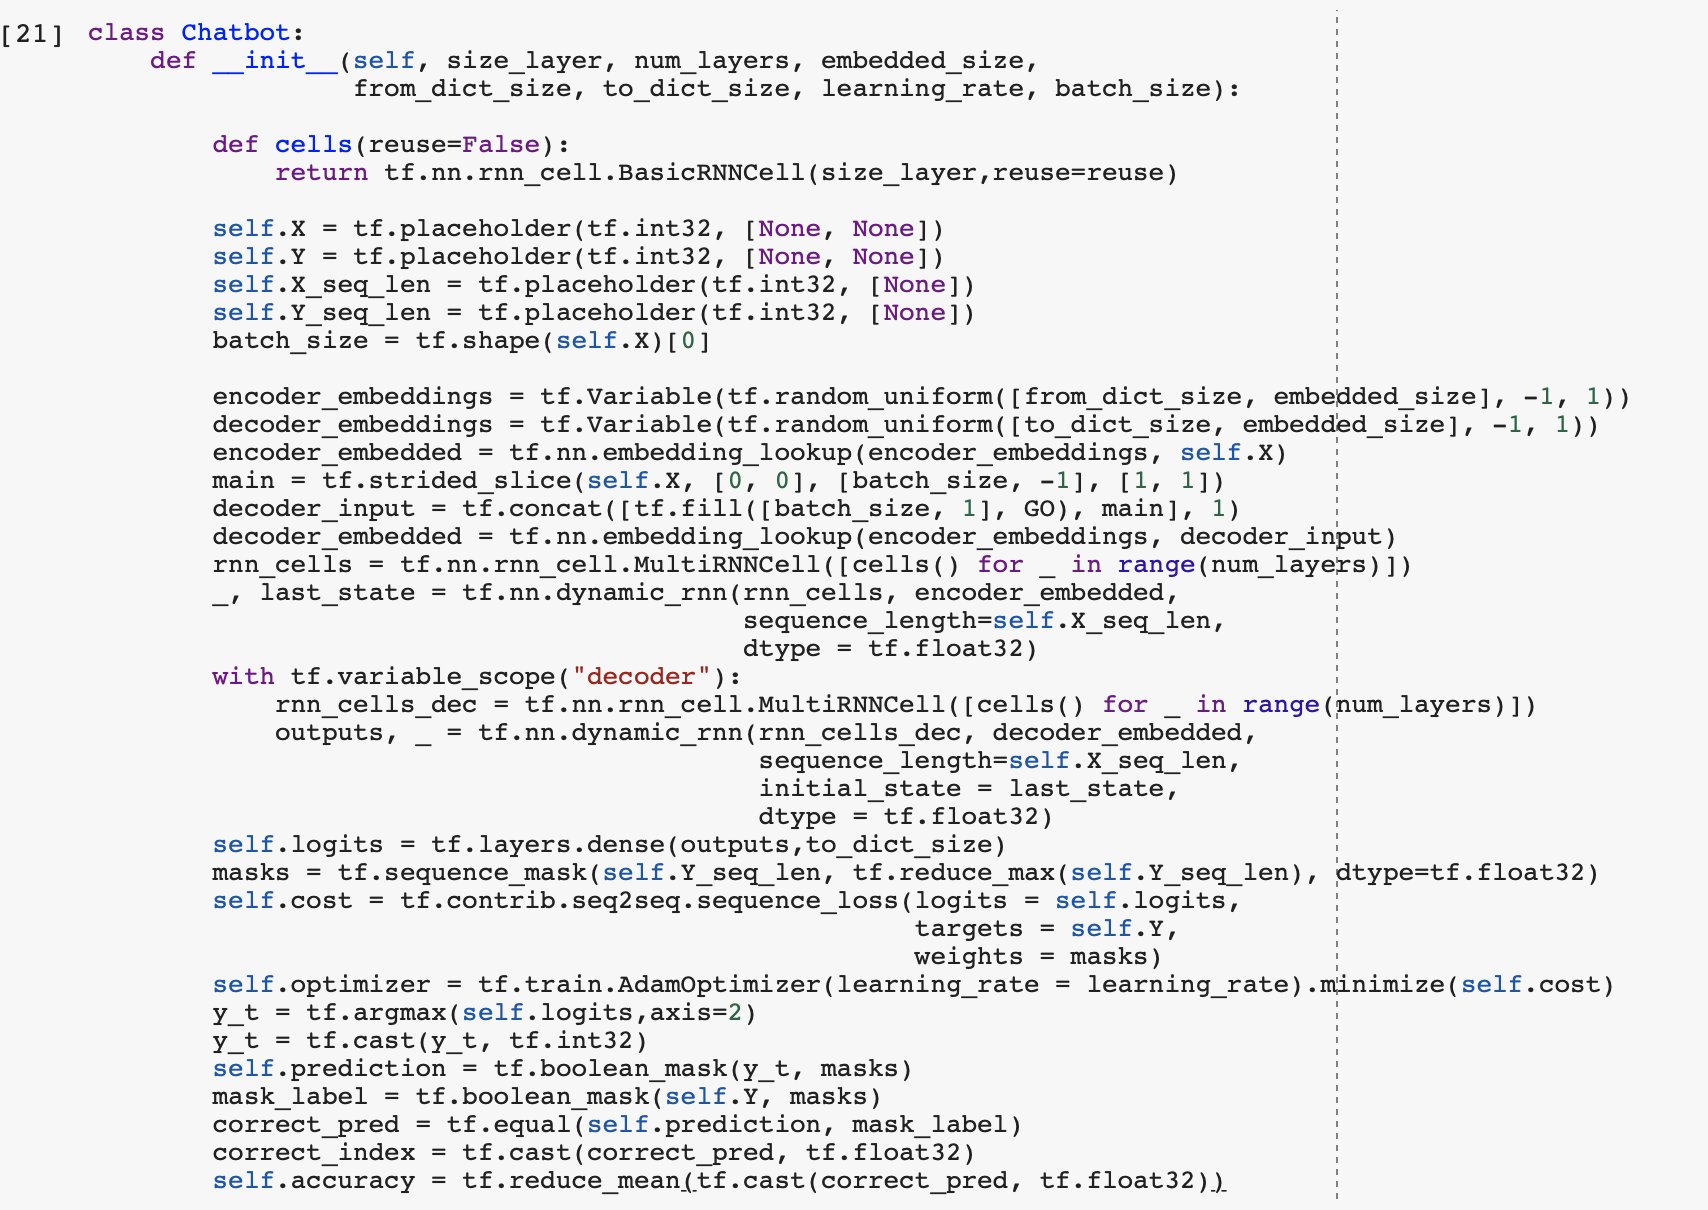 [21] class Chatbot:
    def __init__(self, size_layer, num_layers, embedded_size,
                 from_dict_size, to_dict_size, learning_rate, batch_size):

        def cells(reuse=False):
            return tf.nn.rnn_cell.BasicRNNCell(size_layer,reuse=reuse)

        self.X = tf.placeholder(tf.int32, [None, None])
        self.Y = tf.placeholder(tf.int32, [None, None])
        self.X_seq_len = tf.placeholder(tf.int32, [None])
        self.Y_seq_len = tf.placeholder(tf.int32, [None])
        batch_size = tf.shape(self.X)[0]

        encoder_embeddings = tf.Variable(tf.random_uniform([from_dict_size, embedded_size], -1, 1))
        decoder_embeddings = tf.Variable(tf.random_uniform([to_dict_size, embedded_size], -1, 1))
        encoder_embedded = tf.nn.embedding_lookup(encoder_embeddings, self.X)
        main = tf.strided_slice(self.X, [0, 0], [batch_size, -1], [1, 1])
        decoder_input = tf.concat([tf.fill([batch_size, 1], GO), main], 1)
        decoder_embedded = tf.nn.embedding_lookup(encoder_embeddings, decoder_input)
        rnn_cells = tf.nn.rnn_cell.MultiRNNCell([cells() for _ in range(num_layers)])
        _, last_state = tf.nn.dynamic_rnn(rnn_cells, encoder_embedded,
                                          sequence_length=self.X_seq_len,
                                          dtype = tf.float32)
        with tf.variable_scope("decoder"):
            rnn_cells_dec = tf.nn.rnn_cell.MultiRNNCell([cells() for _ in range(num_layers)])
            outputs, _ = tf.nn.dynamic_rnn(rnn_cells_dec, decoder_embedded,
                                           sequence_length=self.X_seq_len,
                                           initial_state = last_state,
                                           dtype = tf.float32)
        self.logits = tf.layers.dense(outputs,to_dict_size)
        masks = tf.sequence_mask(self.Y_seq_len, tf.reduce_max(self.Y_seq_len), dtype=tf.float32)
        self.cost = tf.contrib.seq2seq.sequence_loss(logits = self.logits,
                                                     targets = self.Y,
                                                     weights = masks)
        self.optimizer = tf.train.AdamOptimizer(learning_rate = learning_rate).minimize(self.cost)
        y_t = tf.argmax(self.logits,axis=2)
        y_t = tf.cast(y_t, tf.int32)
        self.prediction = tf.boolean_mask(y_t, masks)
        mask_label = tf.boolean_mask(self.Y, masks)
        correct_pred = tf.equal(self.prediction, mask_label)
        correct_index = tf.cast(correct_pred, tf.float32)
        self.accuracy = tf.reduce_mean(tf.cast(correct_pred, tf.float32))